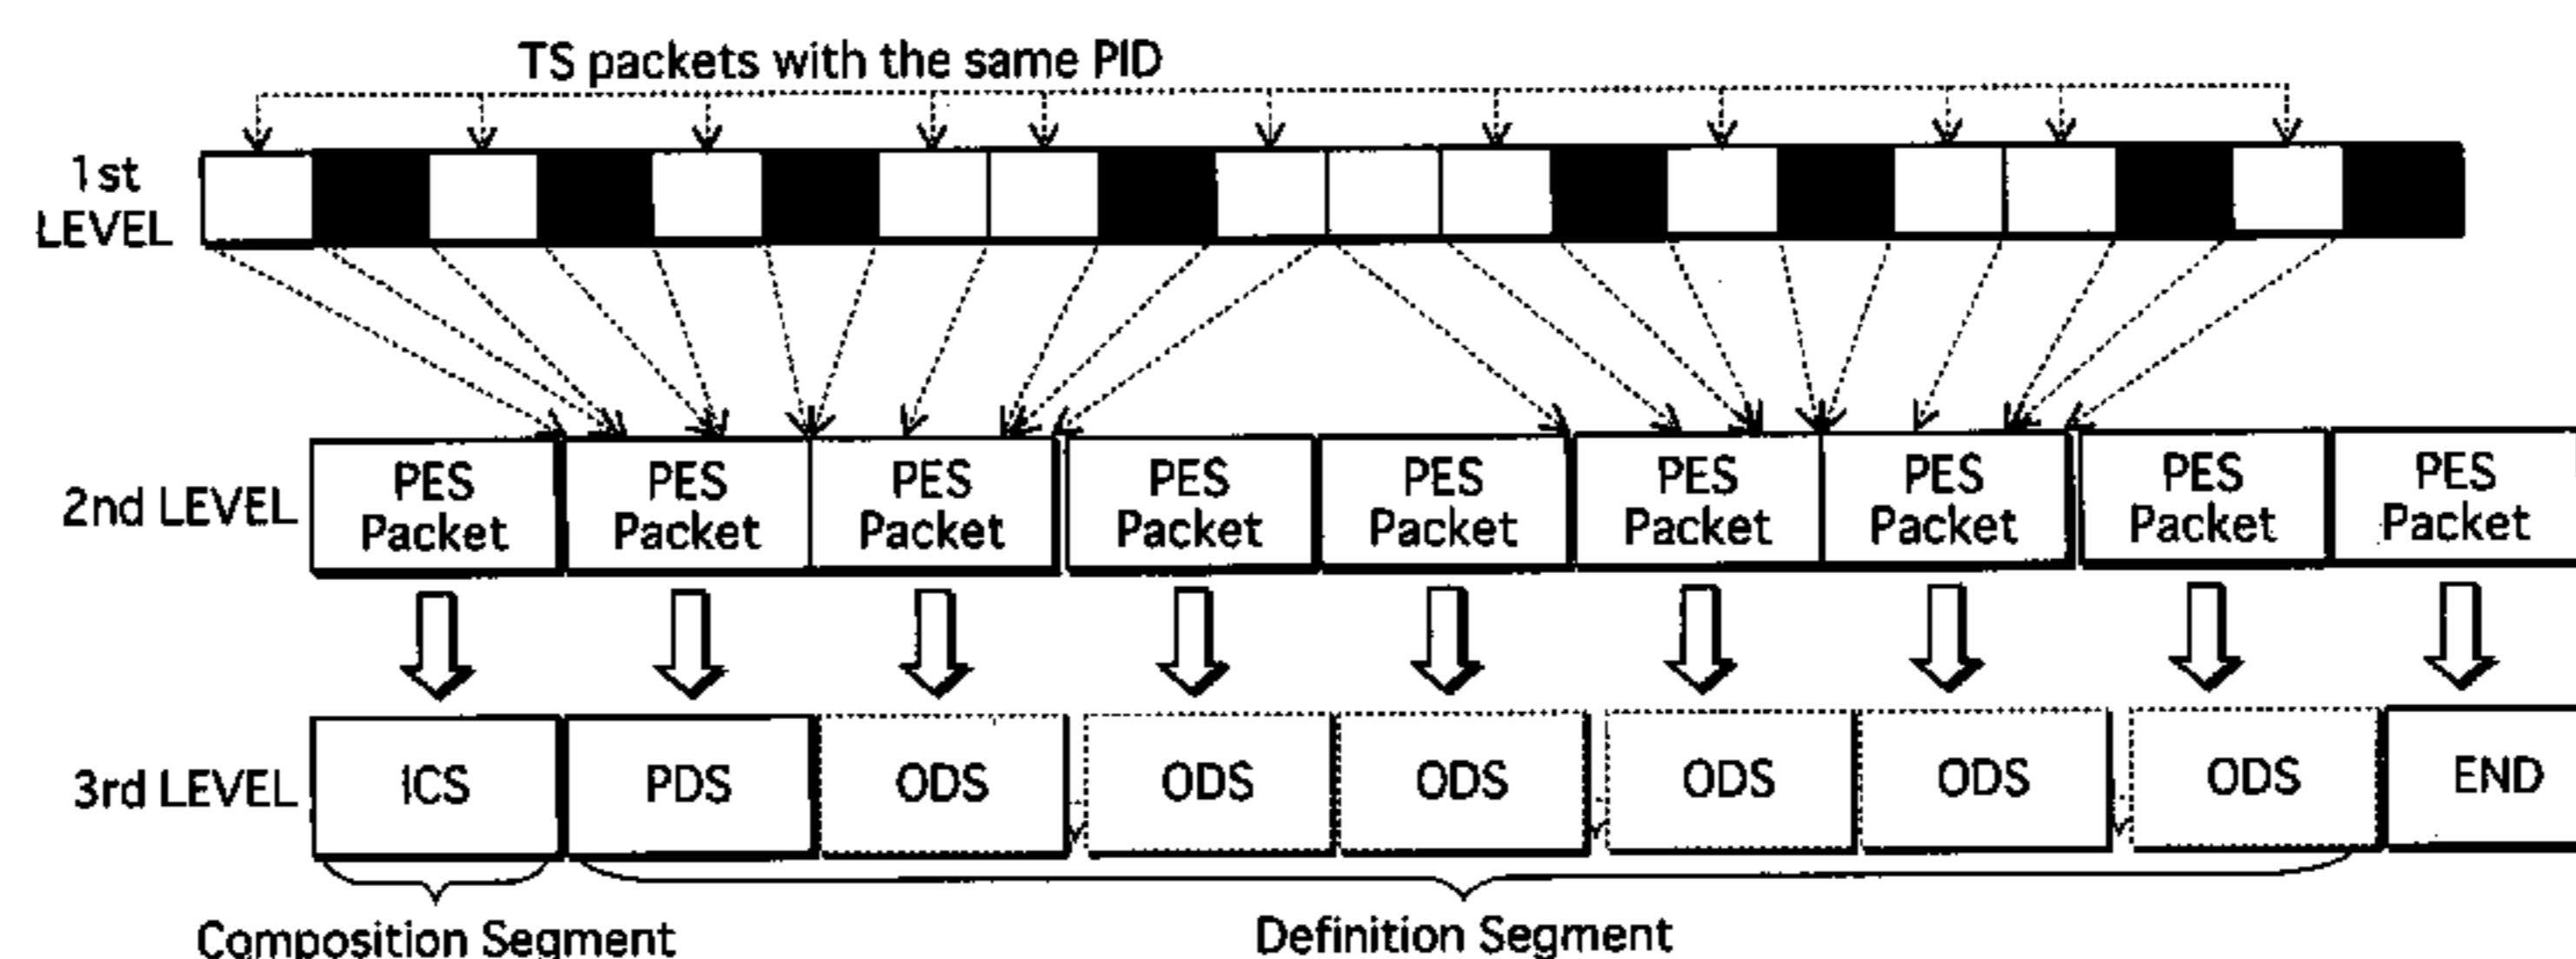 TS packets with the same PID
1st
LEVEL
2nd LEVEL
PES
Packet
PES
Packet
PES
Packet
PES
Packet
PES
Packet
PES
Packet
PES
Packet
PES
Packet
PES
Packet
3rd LEVEL
ICS
PDS
ODS
ODS
ODS
ODS
ODS
ODS
END
Composition Segment
Definition Segment